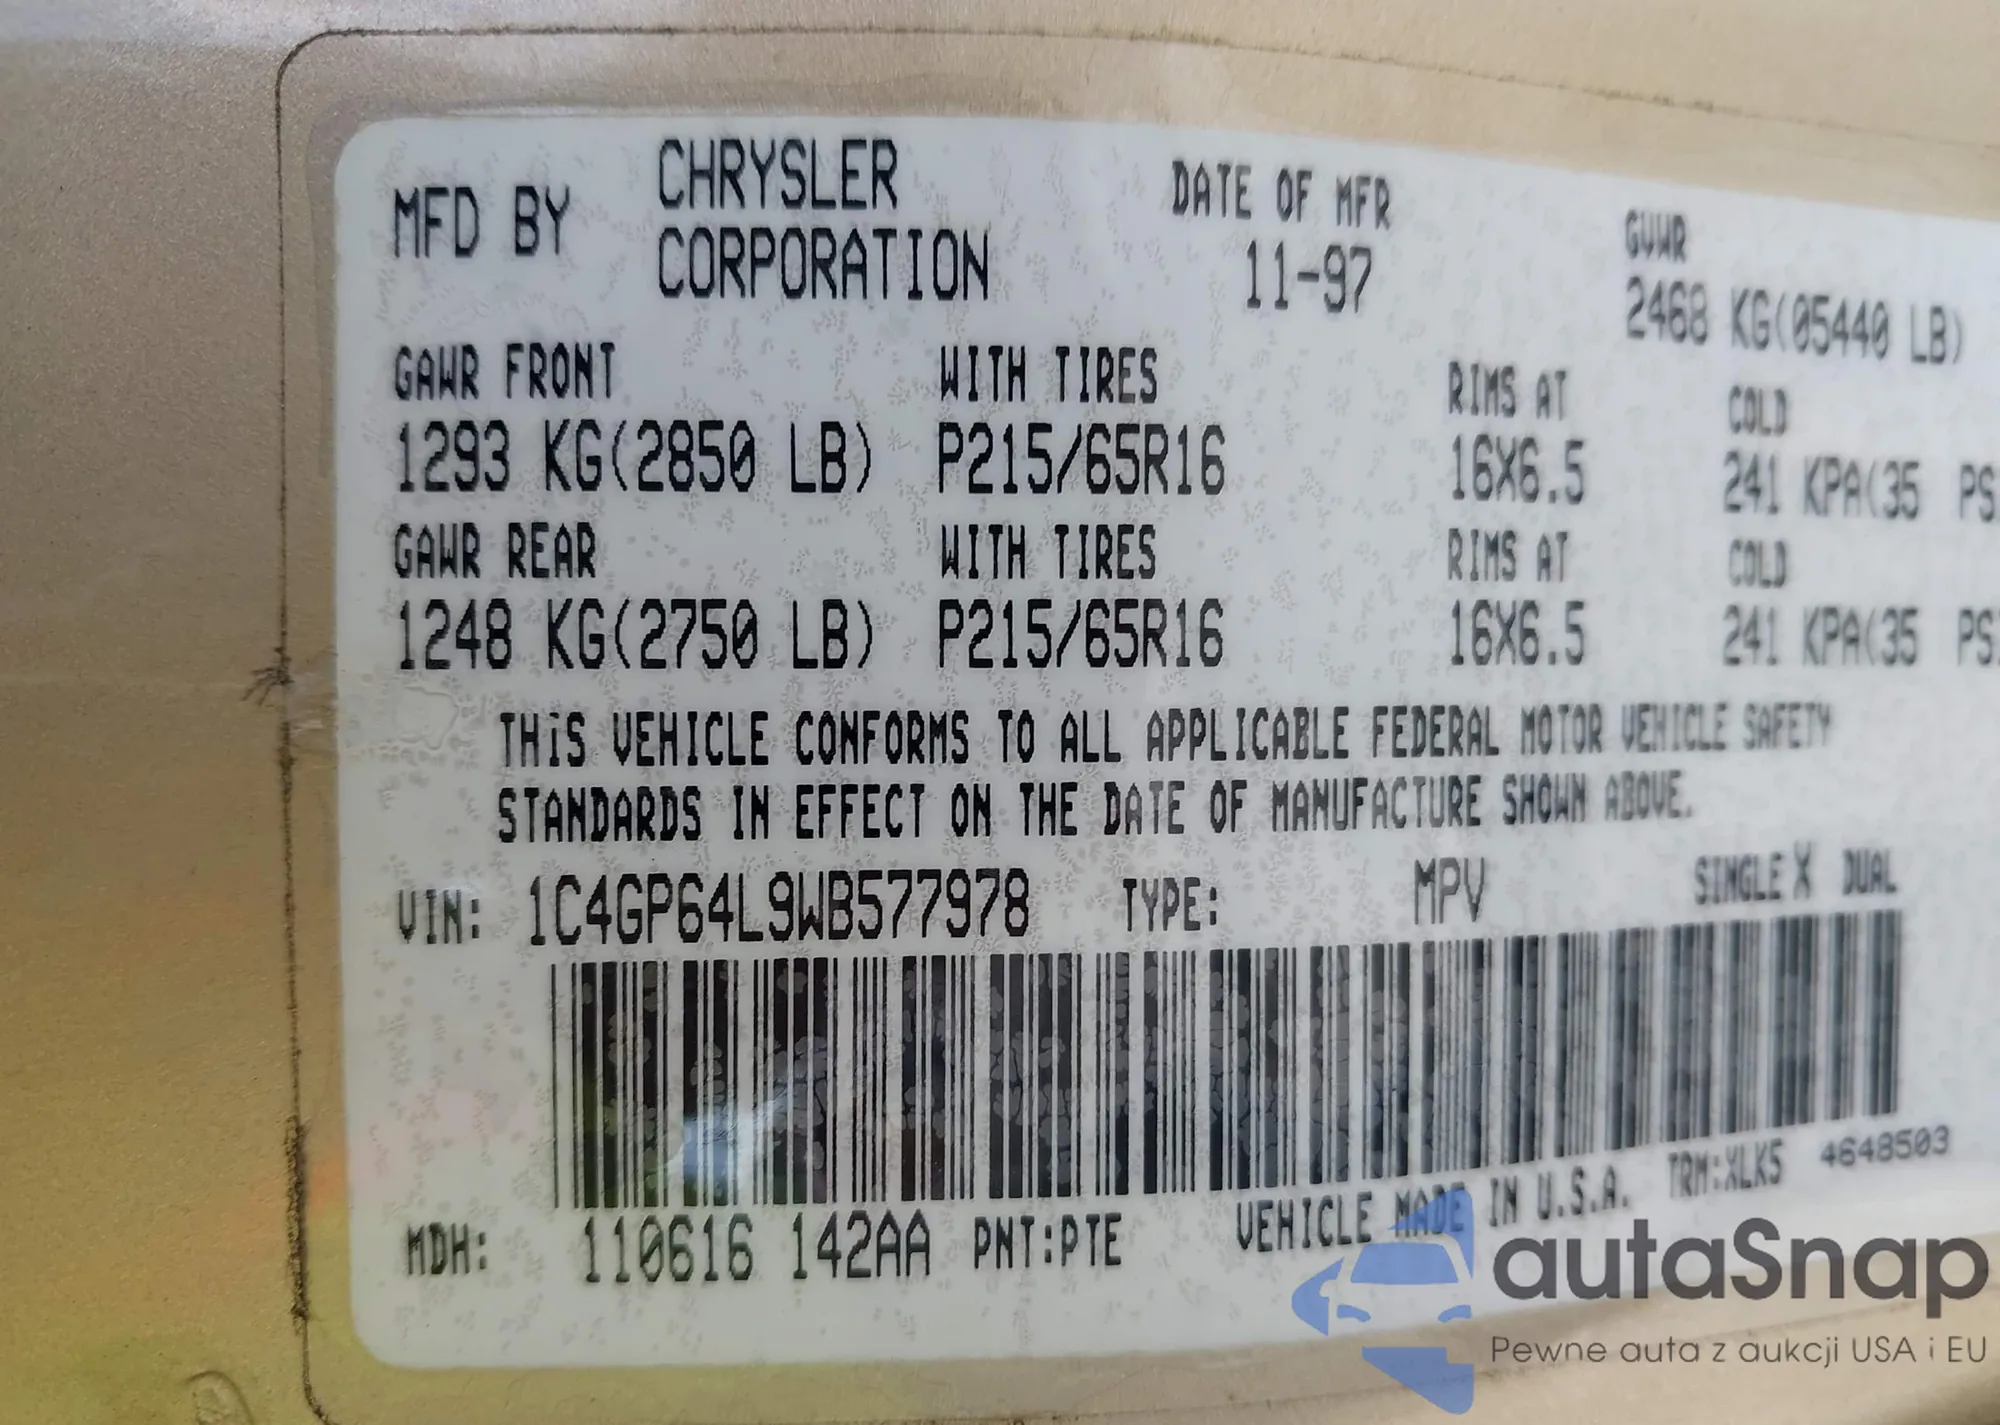 MFD BY CHRYSLER CORPORATION DATE OF MFR 11-97 GVWR 2468 KG(05440 LB)
GAWR FRONT WITH TIRES RIMS AT COLD
1293 KG(2850 LB) P215/65R16 16X6.5 241 KPA(35 PS
GAWR REAR WITH TIRES RIMS AT COLD
1248 KG(2750 LB) P215/65R16 16X6.5 241 KPA(35 PS
THIS VEHICLE CONFORMS TO ALL APPLICABLE FEDERAL MOTOR VEHICLE SAFETY
STANDARDS IN EFFECT ON THE DATE OF MANUFACTURE SHOWN ABOVE.
VIN: 1C4GP64L9WB577978 TYPE: MPV SINGLE X DUAL
MDH: 110616 142AA PNT:PTE VEHICLE MADE IN U.S.A. TRM:XLK5 4648503
autaSnap
Pewne auta z aukcji USA i EU